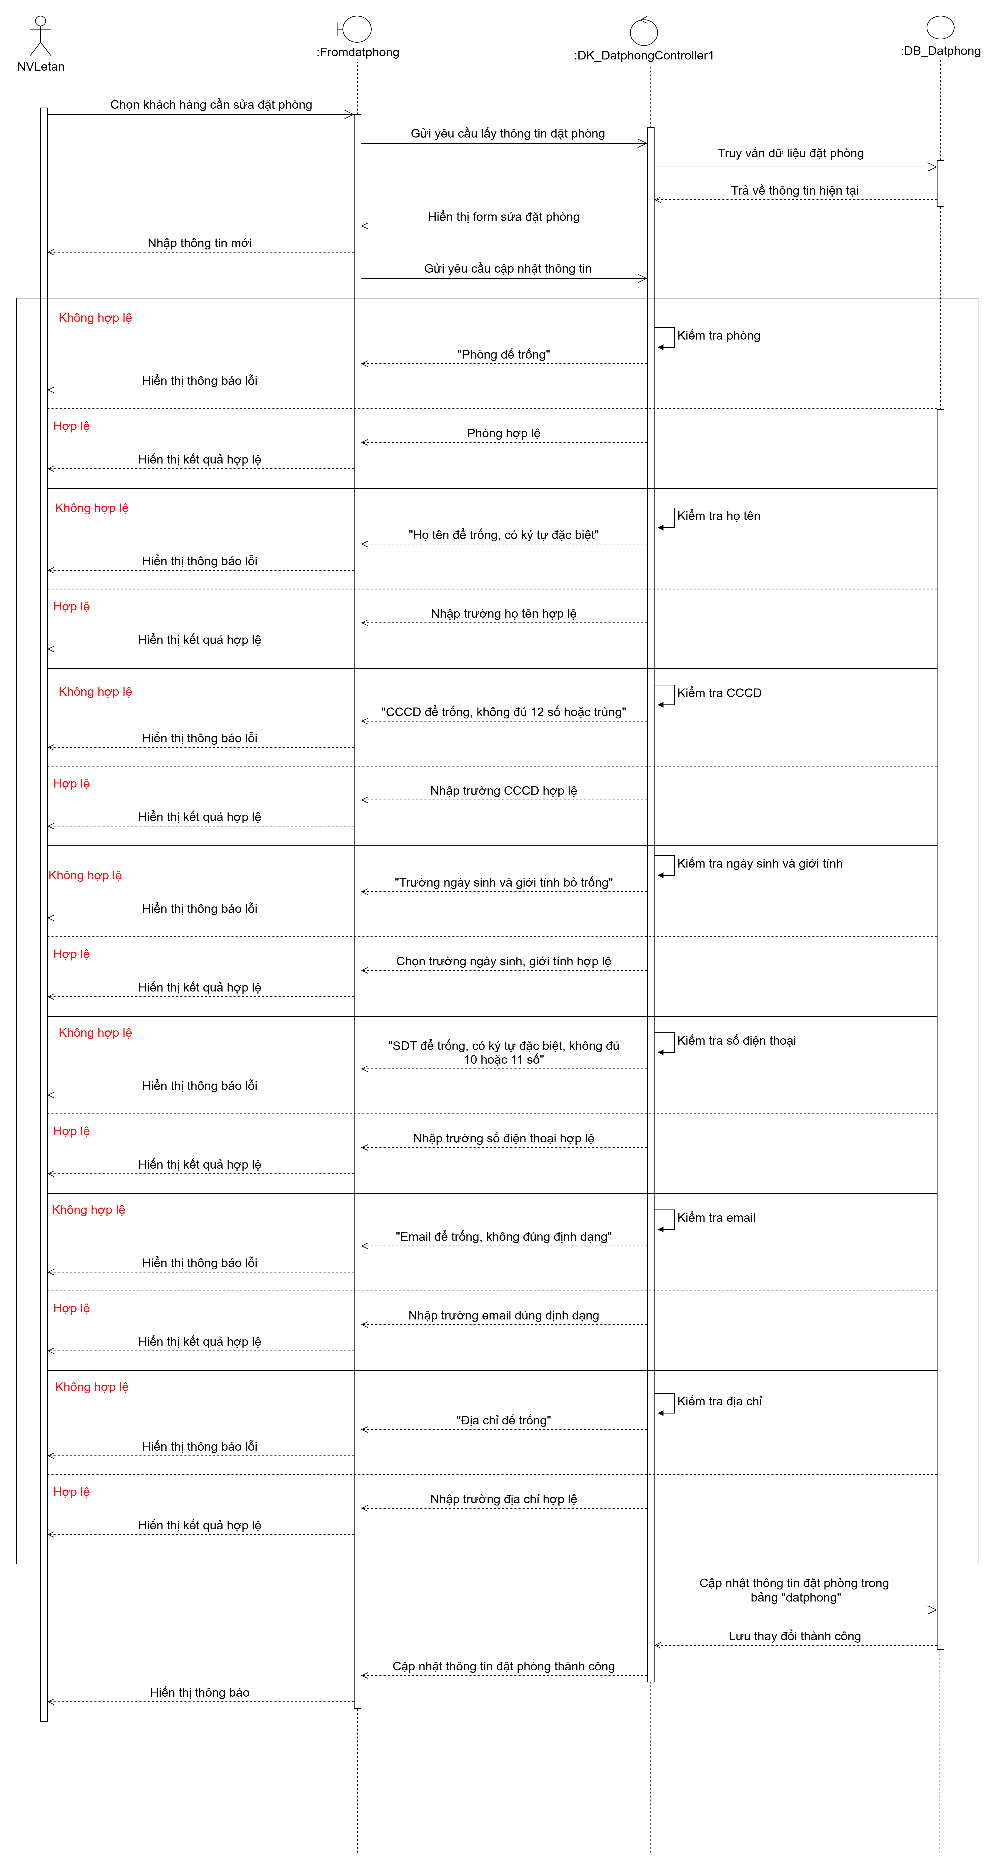 NVLetan
:Fromdatphong
:DK_DatphongController1
:DB_Datphong
Chọn khách hàng cần sửa đặt phòng
Gửi yêu cầu lấy thông tin đặt phòng
Truy vấn dữ liệu đặt phòng
Trả về thông tin hiện tại
Hiển thị form sửa đặt phòng
Nhập thông tin mới
Gửi yêu cầu cập nhật thông tin
Không hợp lệ
Kiểm tra phòng
"Phòng để trống"
Hiển thị thông báo lỗi
Hợp lệ
Phòng hợp lệ
Hiển thị kết quả hợp lệ
Không hợp lệ
Kiểm tra họ tên
"Họ tên để trống, có ký tự đặc biệt"
Hiển thị thông báo lỗi
Hợp lệ
Nhập trường họ tên hợp lệ
Hiển thị kết quả hợp lệ
Không hợp lệ
Kiểm tra CCCD
"CCCD để trống, không đủ 12 số hoặc trùng"
Hiển thị thông báo lỗi
Hợp lệ
Nhập trường CCCD hợp lệ
Hiển thị kết quả hợp lệ
Kiểm tra ngày sinh và giới tính
Không hợp lệ
"Trường ngày sinh và giới tính bỏ trống"
Hiển thị thông báo lỗi
Hợp lệ
Chọn trường ngày sinh, giới tính hợp lệ
Hiển thị kết quả hợp lệ
Không hợp lệ
Kiểm tra số điện thoại
"SDT để trống, có ký tự đặc biệt, không đủ
10 hoặc 11 số"
Hiển thị thông báo lỗi
Hợp lệ
Nhập trường số điện thoại hợp lệ
Hiển thị kết quả hợp lệ
Không hợp lệ
Kiểm tra email
"Email để trống, không đúng định dạng"
Hiển thị thông báo lỗi
Hợp lệ
Nhập trường email đúng định dạng
Hiển thị kết quả hợp lệ
Không hợp lệ
Kiểm tra địa chỉ
"Địa chỉ để trống"
Hiển thị thông báo lỗi
Hợp lệ
Nhập trường địa chỉ hợp lệ
Hiển thị kết quả hợp lệ
Cập nhật thông tin đặt phòng trong
bảng "datphong"
Lưu thay đổi thành công
Cập nhật thông tin đặt phòng thành công
Hiển thị thông báo